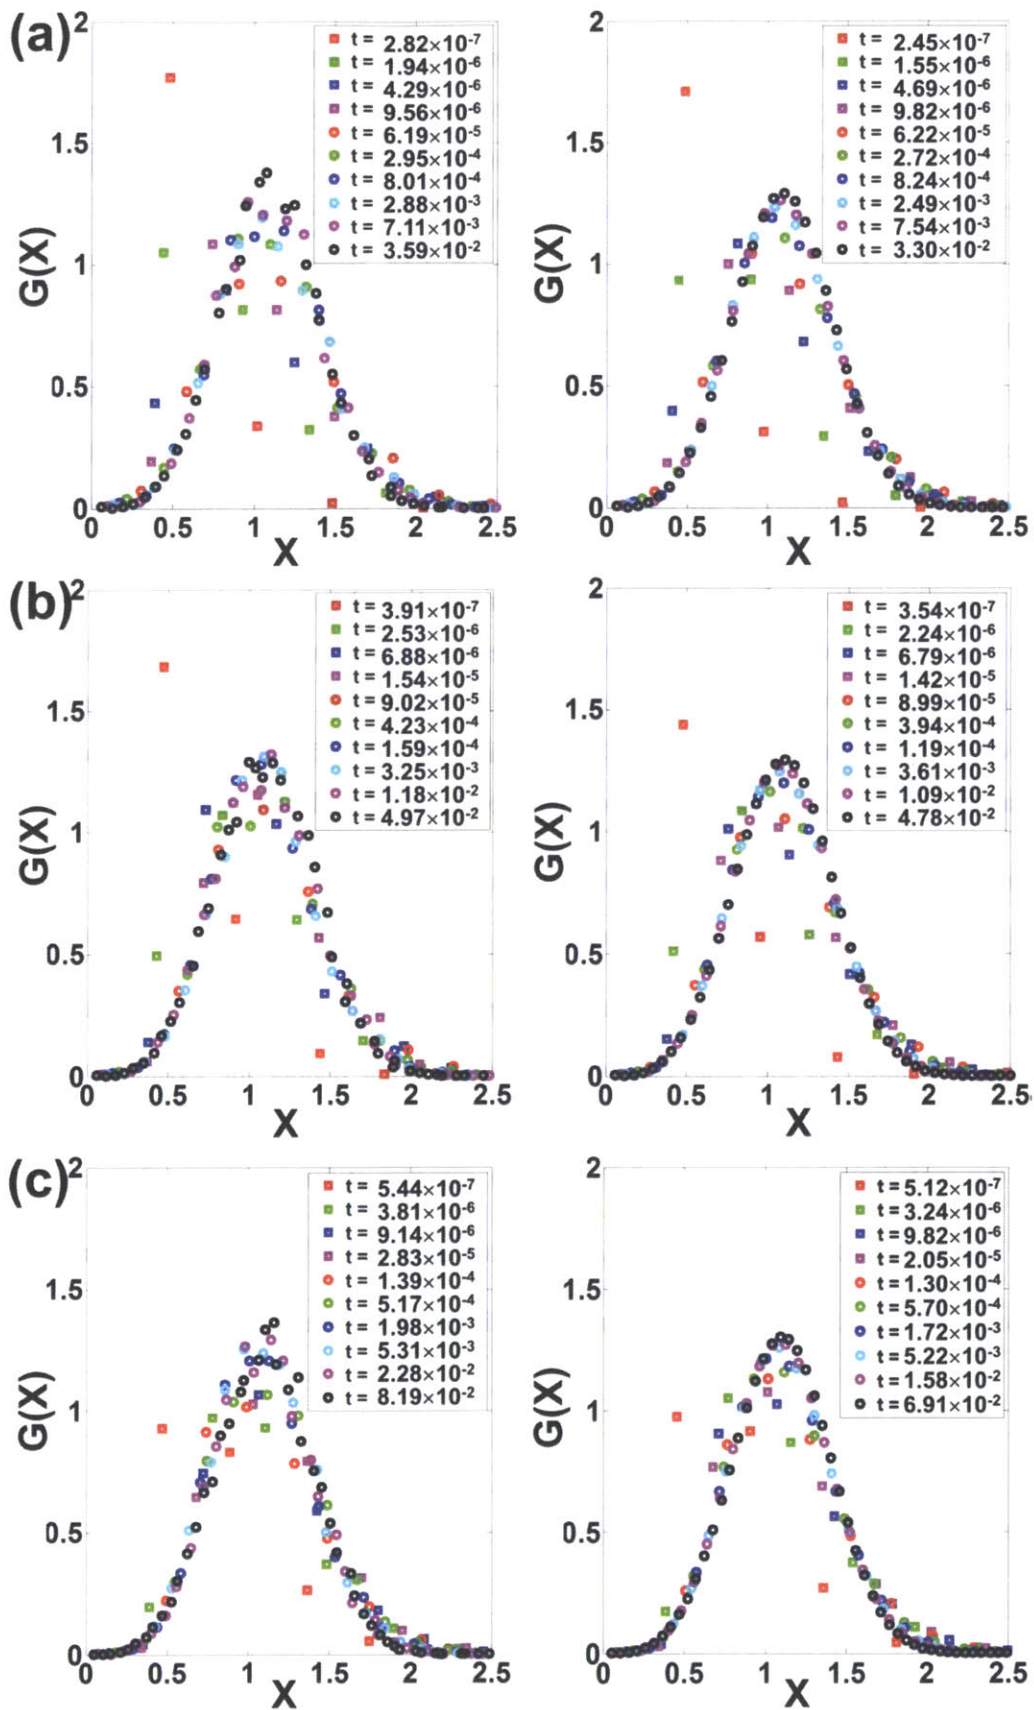 (a)
2
1.5
1
0.5
0
G(X)
0 0.5 1 1.5 2 2.5
X
t = 2.82×10-7
t = 1.94×10-6
t = 4.29×10-6
t = 9.56×10-6
t = 6.19×10-5
t = 2.95×10-4
t = 8.01×10-4
t = 2.88×10-3
t = 7.11×10-3
t = 3.59×10-2
2
1.5
1
0.5
0
G(X)
0 0.5 1 1.5 2 2.5
X
t = 2.45×10-7
t = 1.55×10-6
t = 4.69×10-6
t = 9.82×10-6
t = 6.22×10-5
t = 2.72×10-4
t = 8.24×10-4
t = 2.49×10-3
t = 7.54×10-3
t = 3.30×10-2
(b)
2
1.5
1
0.5
0
G(X)
0 0.5 1 1.5 2 2.5
X
t = 3.91×10-7
t = 2.53×10-6
t = 6.88×10-6
t = 1.54×10-5
t = 9.02×10-5
t = 4.23×10-4
t = 1.59×10-4
t = 3.25×10-3
t = 1.18×10-2
t = 4.97×10-2
2
1.5
1
0.5
0
G(X)
0 0.5 1 1.5 2 2.5
X
t = 3.54×10-7
t = 2.24×10-6
t = 6.79×10-6
t = 1.42×10-5
t = 8.99×10-5
t = 3.94×10-4
t = 1.19×10-4
t = 3.61×10-3
t = 1.09×10-2
t = 4.78×10-2
(c)
2
1.5
1
0.5
0
G(X)
0 0.5 1 1.5 2 2.5
X
t = 5.44×10-7
t = 3.81×10-6
t = 9.14×10-6
t = 2.83×10-5
t = 1.39×10-4
t = 5.17×10-4
t = 1.98×10-3
t = 5.31×10-3
t = 2.28×10-2
t = 8.19×10-2
2
1.5
1
0.5
0
G(X)
0 0.5 1 1.5 2 2.5
X
t = 5.12×10-7
t = 3.24×10-6
t = 9.82×10-6
t = 2.05×10-5
t = 1.30×10-4
t = 5.70×10-4
t = 1.72×10-3
t = 5.22×10-3
t = 1.58×10-2
t = 6.91×10-2